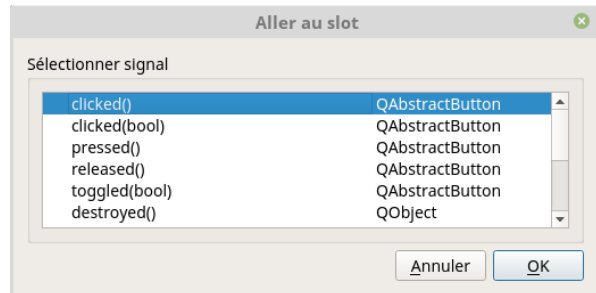 Aller au slot
Sélectionner signal
clicked() QAbstractButton
clicked(bool) QAbstractButton
pressed() QAbstractButton
released() QAbstractButton
toggled(bool) QAbstractButton
destroyed() QObject
Annuler OK